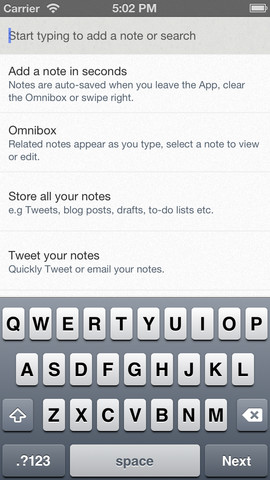 Carrier 5:02 PM
Start typing to add a note or search
Add a note in seconds
Notes are auto-saved when you leave the App, clear
the Omnibox or swipe right.
Omnibox
Related notes appear as you type, select a note to view
or edit.
Store all your notes
e.g Tweets, blog posts, drafts, to-do lists etc.
Tweet your notes
Quickly Tweet or email your notes.
Q W E R T Y U I O P
A S D F G H J K L
Z X C V B N M
.?123 space Next